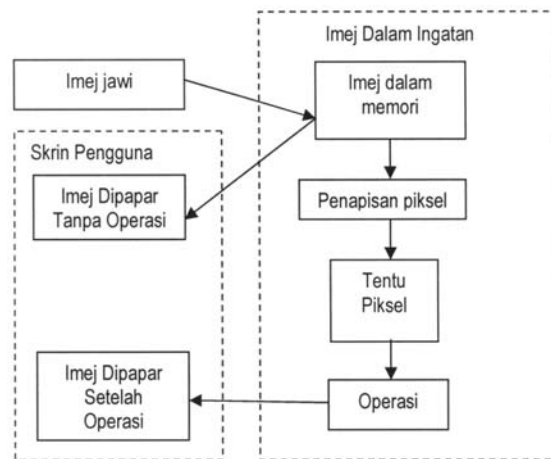 Imej Dalam Ingatan
Imej jawi
Imej dalam
memori
Skrin Pengguna
Imej Dipapar
Tanpa Operasi
Penapisan piksel
Tentu
Piksel
Imej Dipapar
Setelah
Operasi
Operasi